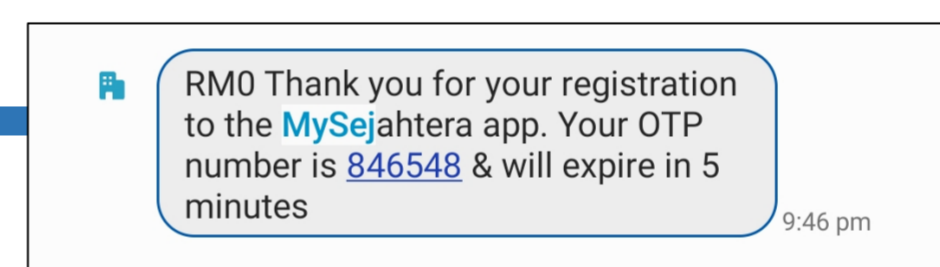 RM0 Thank you for your registration
to the MySejahtera app. Your OTP
number is 846548 & will expire in 5
minutes
9:46 pm